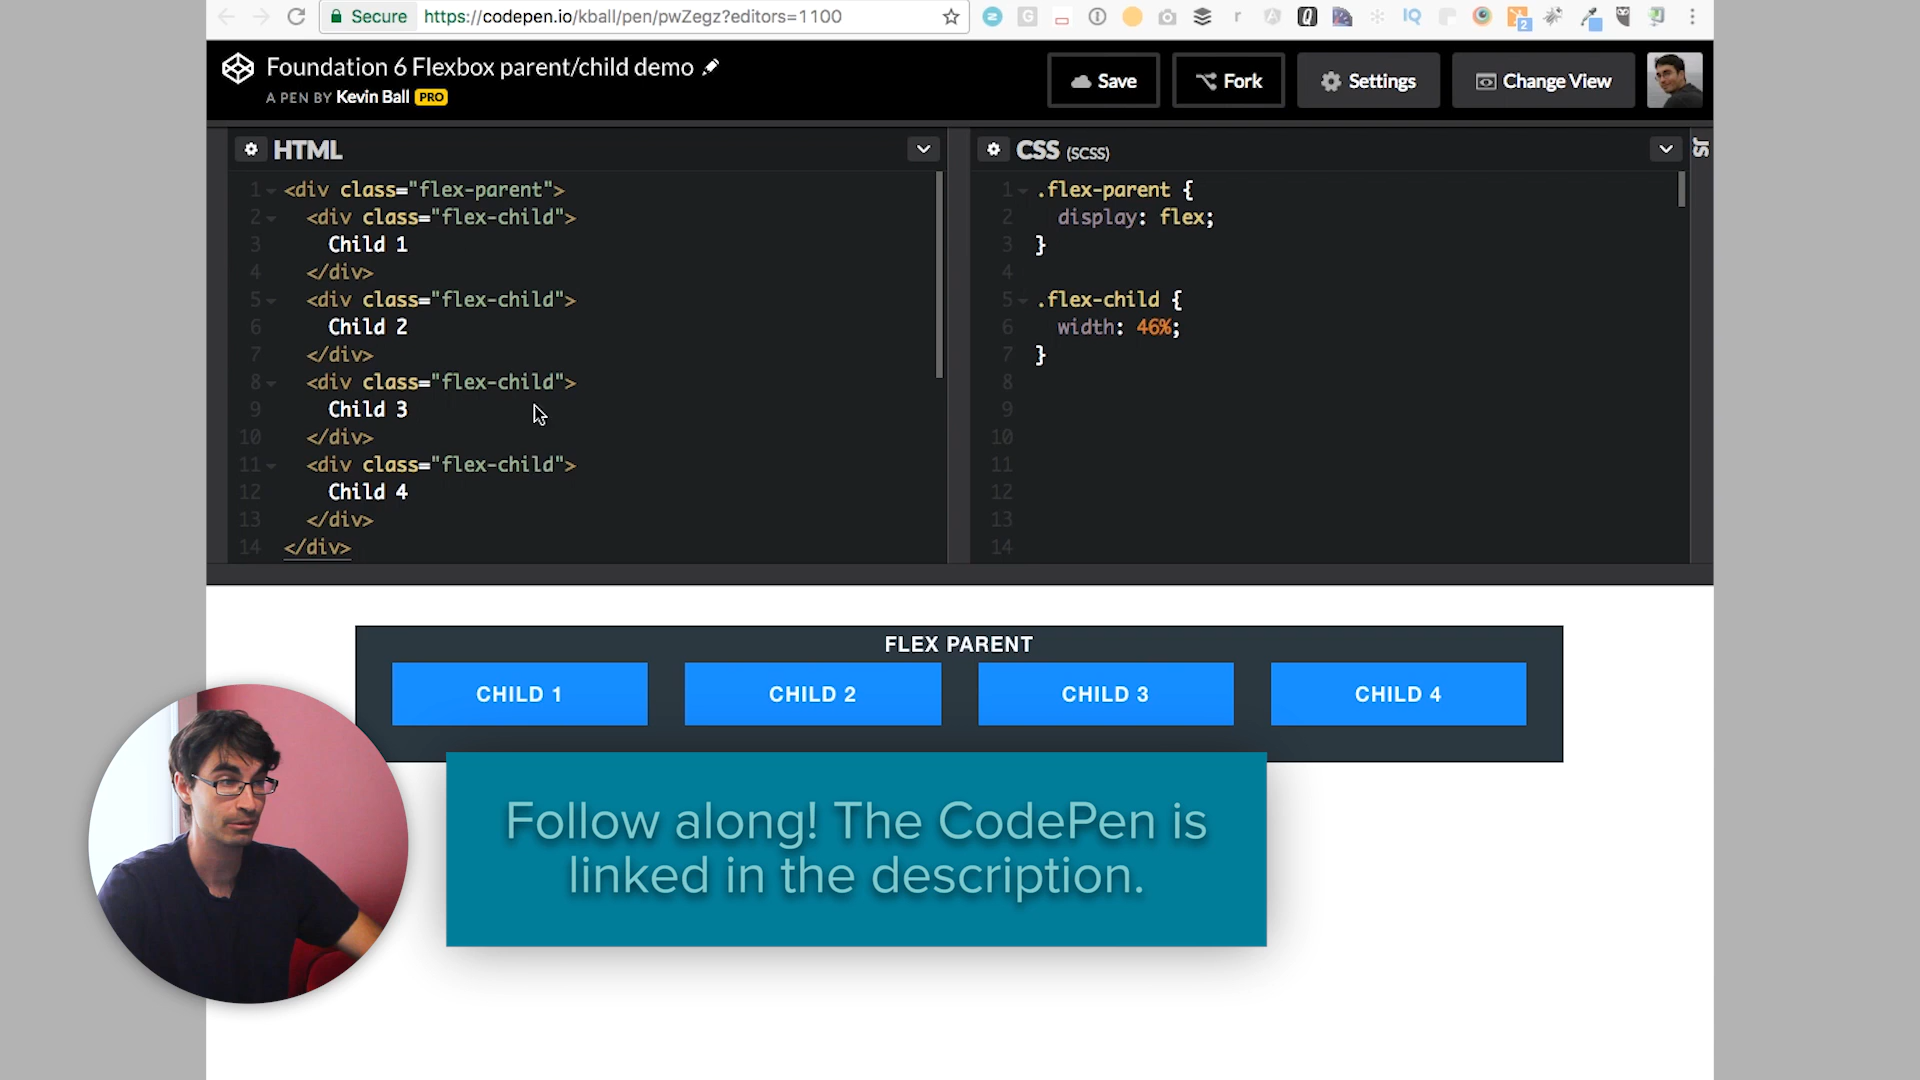 Secure https://codepen.io/kball/pen/pwZegz?editors=1100
Foundation 6 Flexbox parent/child demo
A PEN BY Kevin Ball PRO
Save
Fork
Settings
Change View
HTML
1 <div class="flex-parent">
2 <div class="flex-child">
3 Child 1
4 </div>
5 <div class="flex-child">
6 Child 2
7 </div>
8 <div class="flex-child">
9 Child 3
10 </div>
11 <div class="flex-child">
12 Child 4
13 </div>
14 </div>
CSS (SCSS)
1 .flex-parent {
2 display: flex;
3 }
4
5 .flex-child {
6 width: 46%;
7 }
8
9
10
11
12
13
14
JS
FLEX PARENT
CHILD 1
CHILD 2
CHILD 3
CHILD 4
Follow along! The CodePen is
linked in the description.